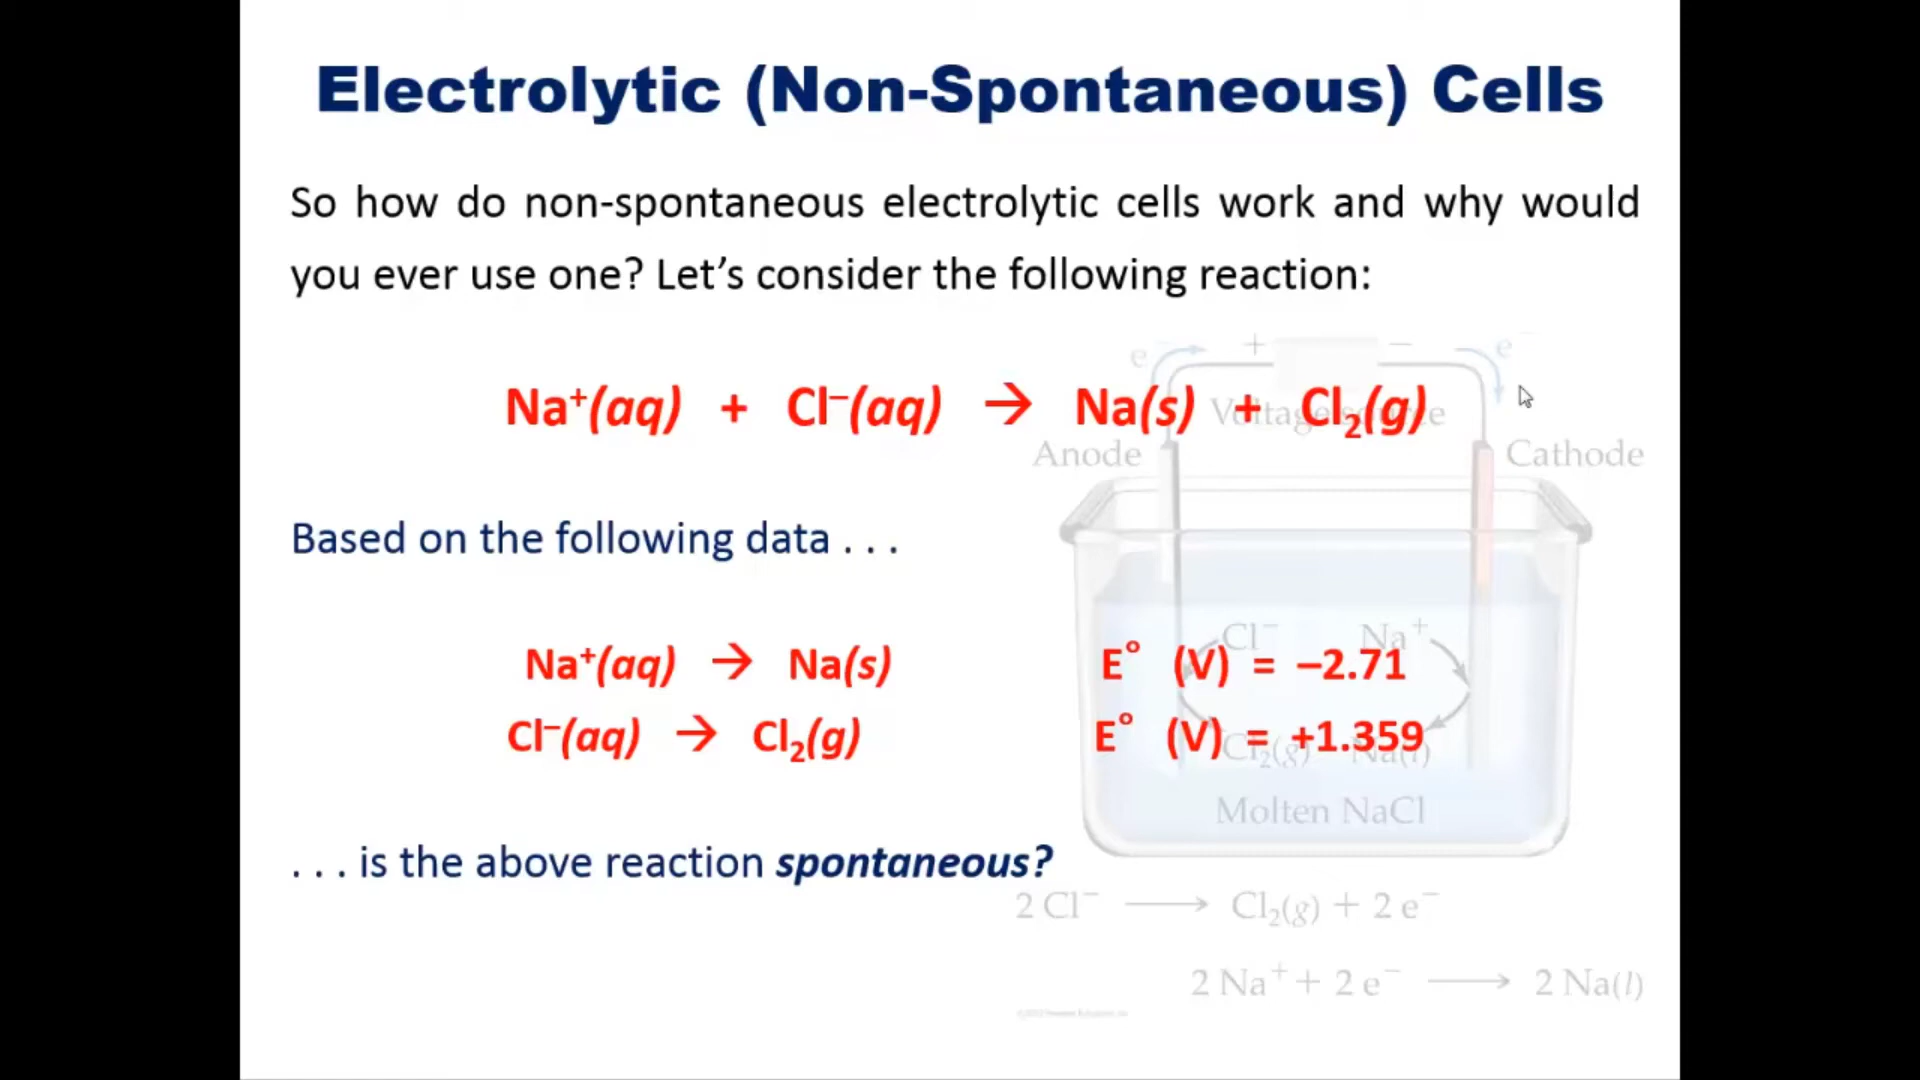 Electrolytic (Non-Spontaneous) Cells
So how do non-spontaneous electrolytic cells work and why would
you ever use one? Let’s consider the following reaction:
e⁻ + − e⁻
Na⁺(aq) + Cl⁻(aq) → Na(s) + Cl₂(g)
Voltage source
Anode Cathode
Based on the following data . . .
Cl⁻ Na⁺
Na⁺(aq) → Na(s) E° (V) = –2.71
Cl⁻(aq) → Cl₂(g) E° (V) = +1.359
Cl₂(g) Na(l)
Molten NaCl
. . . is the above reaction spontaneous?
2 Cl⁻ → Cl₂(g) + 2 e⁻
2 Na⁺ + 2 e⁻ → 2 Na(l)